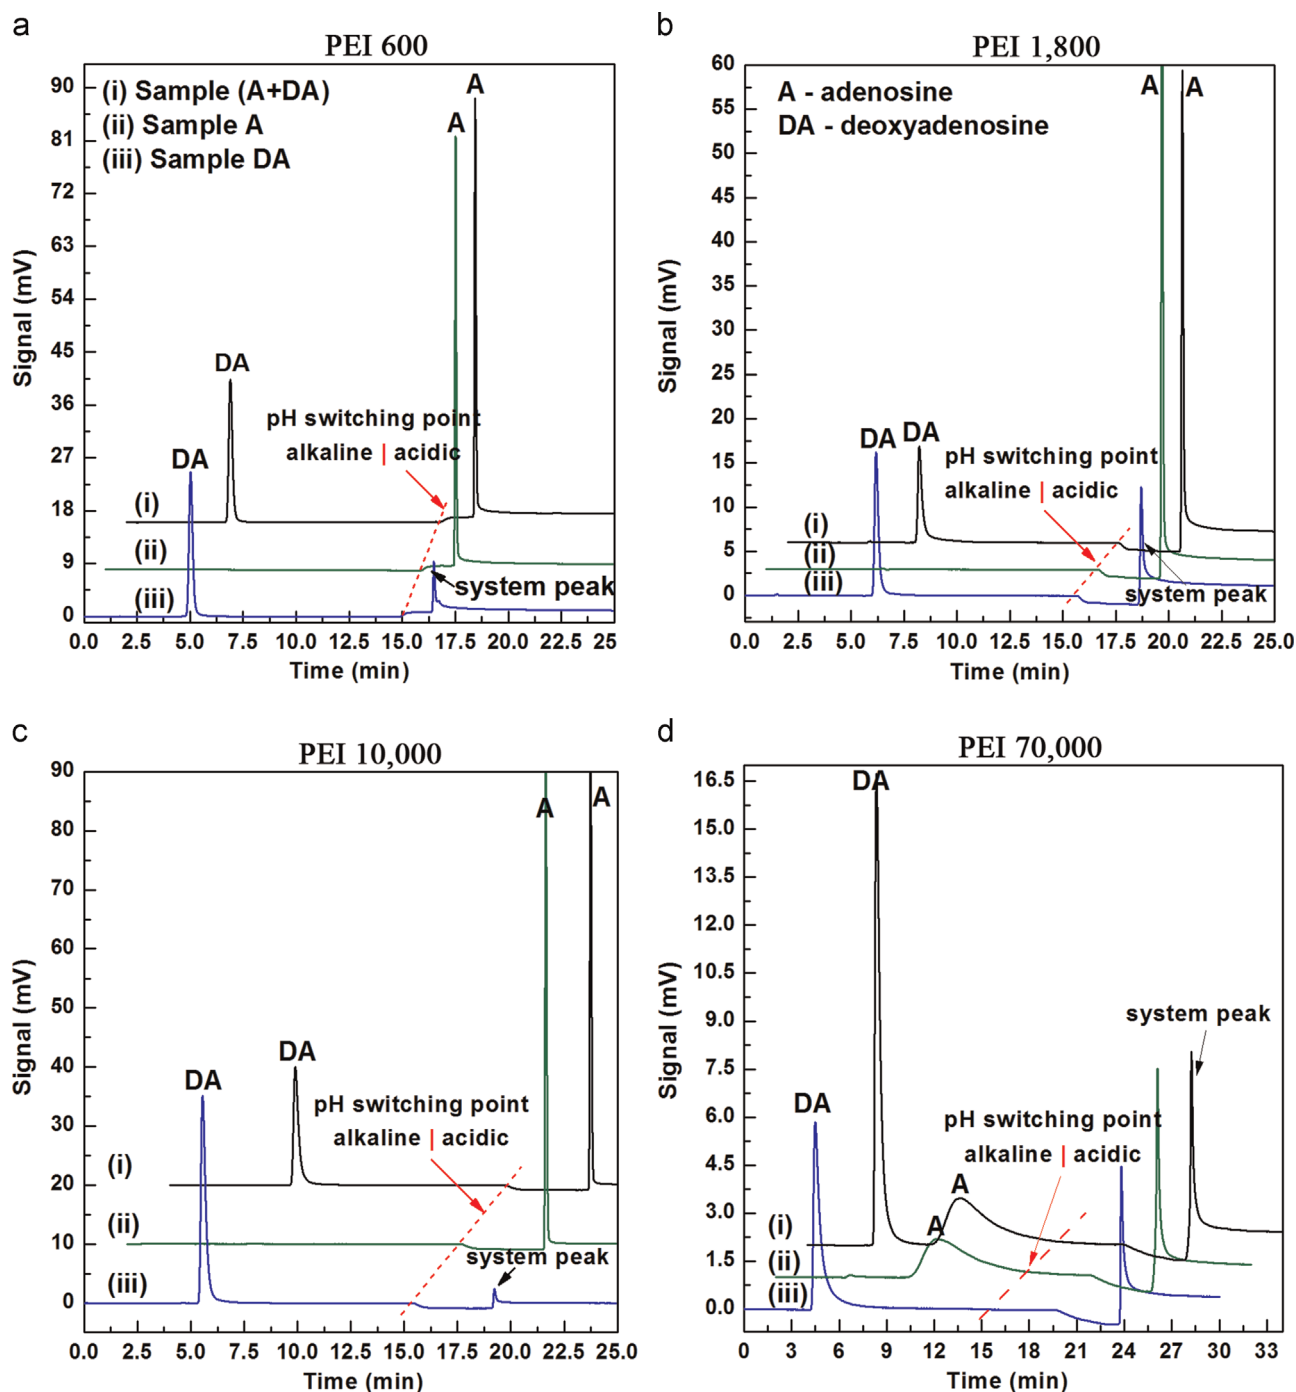 a
PEI 600
(i) Sample (A+DA)
(ii) Sample A
(iii) Sample DA
A
A
DA
DA
pH switching point
alkaline | acidic
(i)
(ii)
(iii)
system peak
90
81
72
63
54
45
36
27
18
9
0
Signal (mV)
0.0 2.5 5.0 7.5 10.0 12.5 15.0 17.5 20.0 22.5 25.0
Time (min)
b
PEI 1,800
A - adenosine
DA - deoxyadenosine
A A
DA DA
pH switching point
alkaline | acidic
(i)
(ii)
(iii)
system peak
60
55
50
45
40
35
30
25
20
15
10
5
0
Signal (mV)
0.0 2.5 5.0 7.5 10.0 12.5 15.0 17.5 20.0 22.5 25.0
Time (min)
c
PEI 10,000
A A
DA
DA
pH switching point
alkaline | acidic
(i)
(ii)
(iii)
system peak
90
80
70
60
50
40
30
20
10
0
Signal (mV)
0.0 2.5 5.0 7.5 10.0 12.5 15.0 17.5 20.0 22.5 25.0
Time (min)
d
PEI 70,000
DA
system peak
DA
pH switching point
alkaline | acidic
A
A
(i)
(ii)
(iii)
16.5
15.0
13.5
12.0
10.5
9.0
7.5
6.0
4.5
3.0
1.5
0.0
Signal (mV)
0 3 6 9 12 15 18 21 24 27 30 33
Time (min)